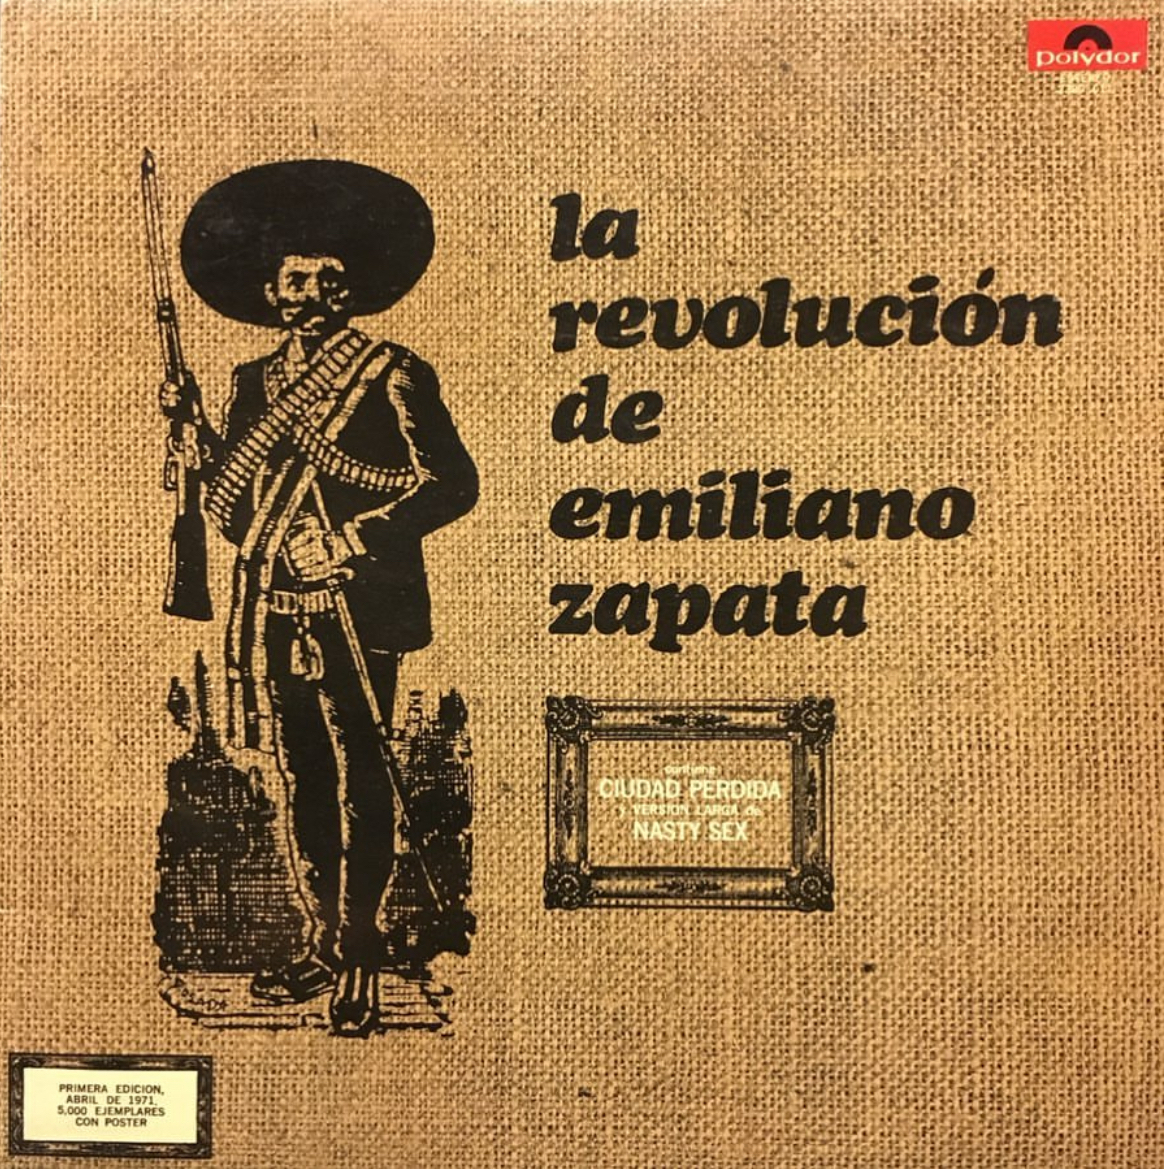 polydor
la
revolución
de
emiliano
zapata
contiene:
CIUDAD PERDIDA
y VERSION LARGA de
NASTY SEX
POSADA
PRIMERA EDICION,
ABRIL DE 1971,
5,000 EJEMPLARES
CON POSTER